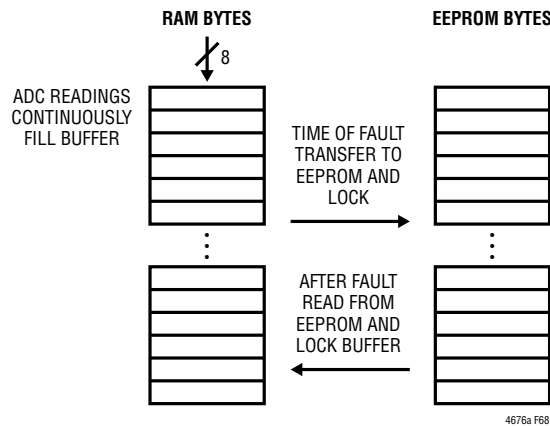 RAM BYTES
EEPROM BYTES
8
ADC READINGS
CONTINUOUSLY
FILL BUFFER
TIME OF FAULT
TRANSFER TO
EEPROM AND
LOCK
AFTER FAULT
READ FROM
EEPROM AND
LOCK BUFFER
4676a F68